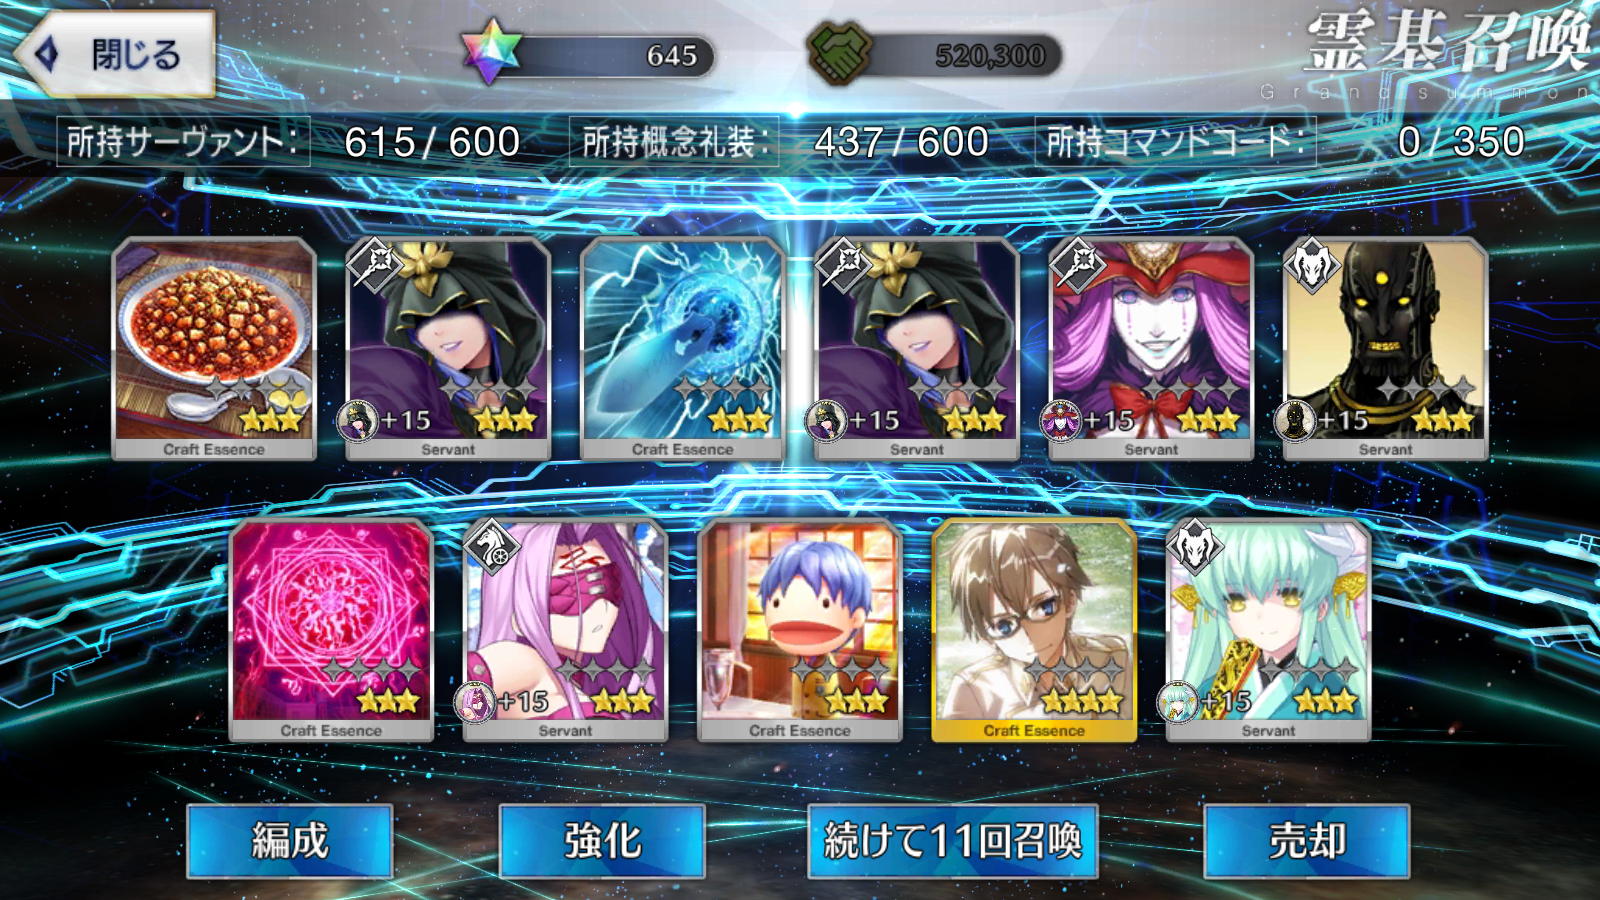 閉じる
645
520,300
霊基召喚
Grand summon
所持サーヴァント: 615 / 600
所持概念礼装: 437 / 600
所持コマンドコード: 0 / 350
+15
+15
+15
+15
Craft Essence
Servant
Craft Essence
Servant
Servant
Servant
+15
+15
Craft Essence
Servant
Craft Essence
Craft Essence
Servant
編成
強化
続けて11回召喚
売却